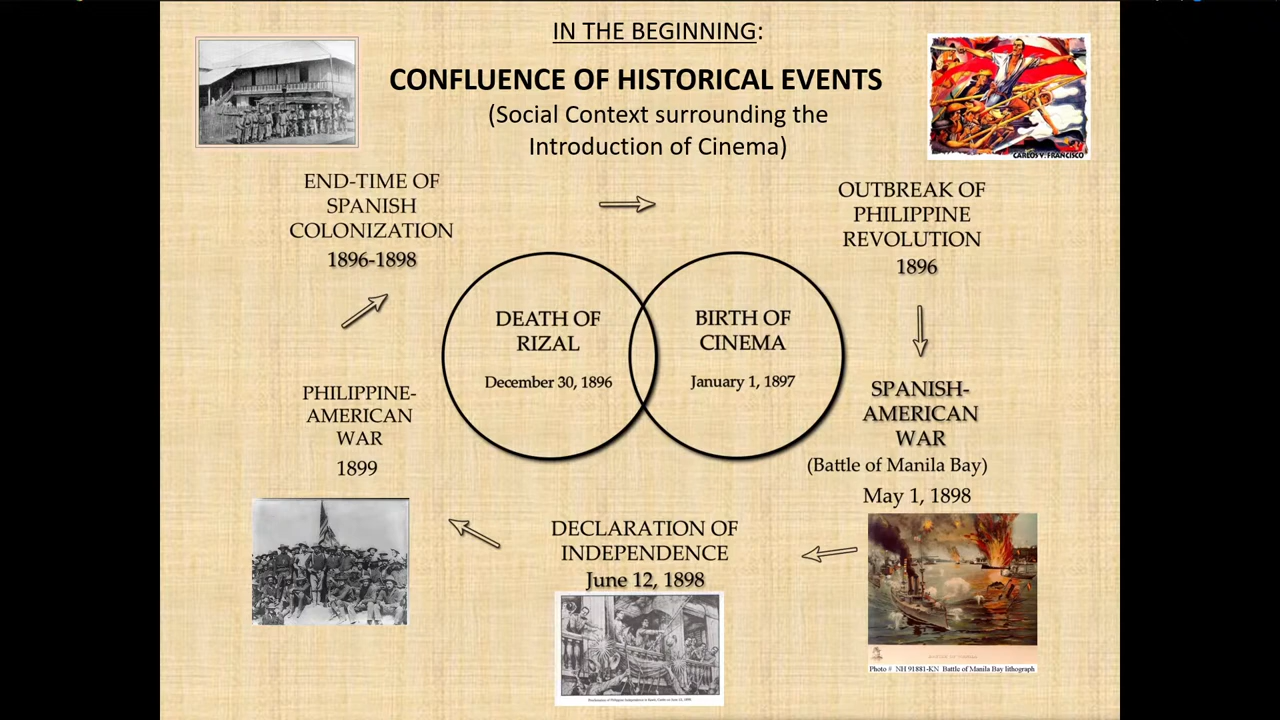 IN THE BEGINNING:
CONFLUENCE OF HISTORICAL EVENTS
(Social Context surrounding the
Introduction of Cinema)
CARLOS V. FRANCISCO
END-TIME OF
SPANISH
COLONIZATION
1896-1898
OUTBREAK OF
PHILIPPINE
REVOLUTION
1896
DEATH OF
RIZAL
December 30, 1896
BIRTH OF
CINEMA
January 1, 1897
PHILIPPINE-
AMERICAN
WAR
1899
SPANISH-
AMERICAN
WAR
(Battle of Manila Bay)
May 1, 1898
DECLARATION OF
INDEPENDENCE
June 12, 1898
Photo # NH 91881-KN Battle of Manila Bay lithograph